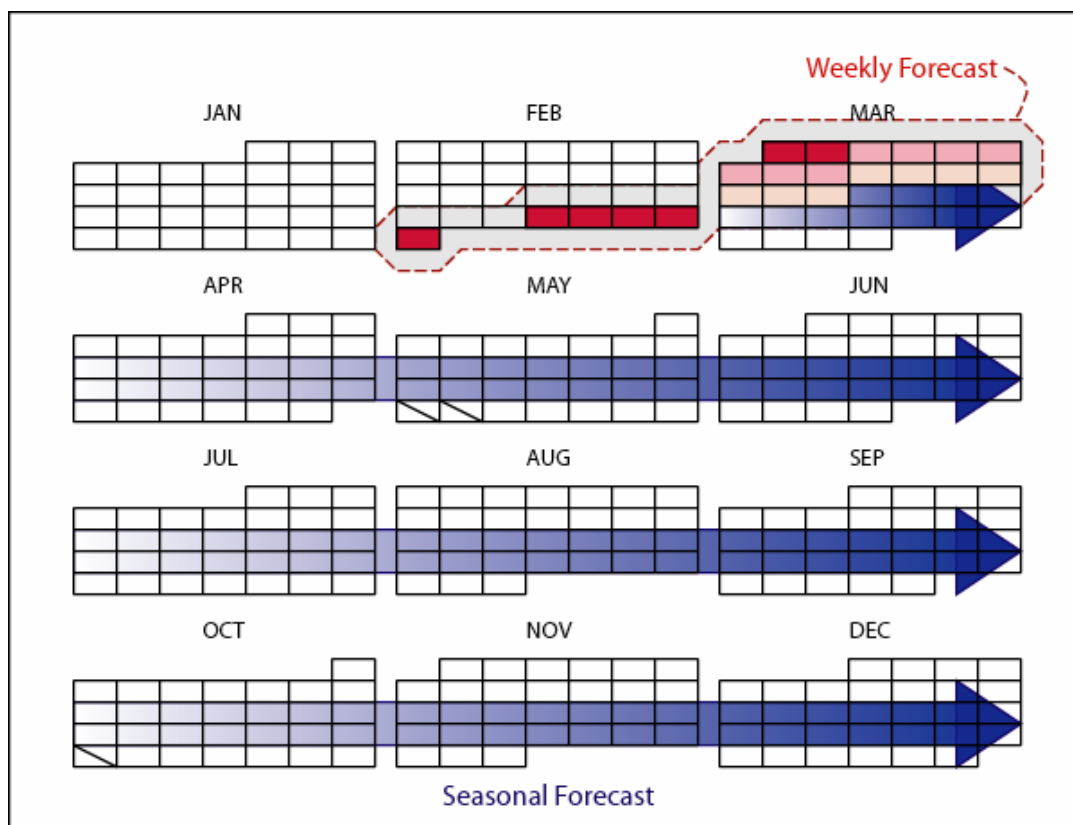 Weekly Forecast
JAN FEB MAR
APR MAY JUN
JUL AUG SEP
OCT NOV DEC
Seasonal Forecast